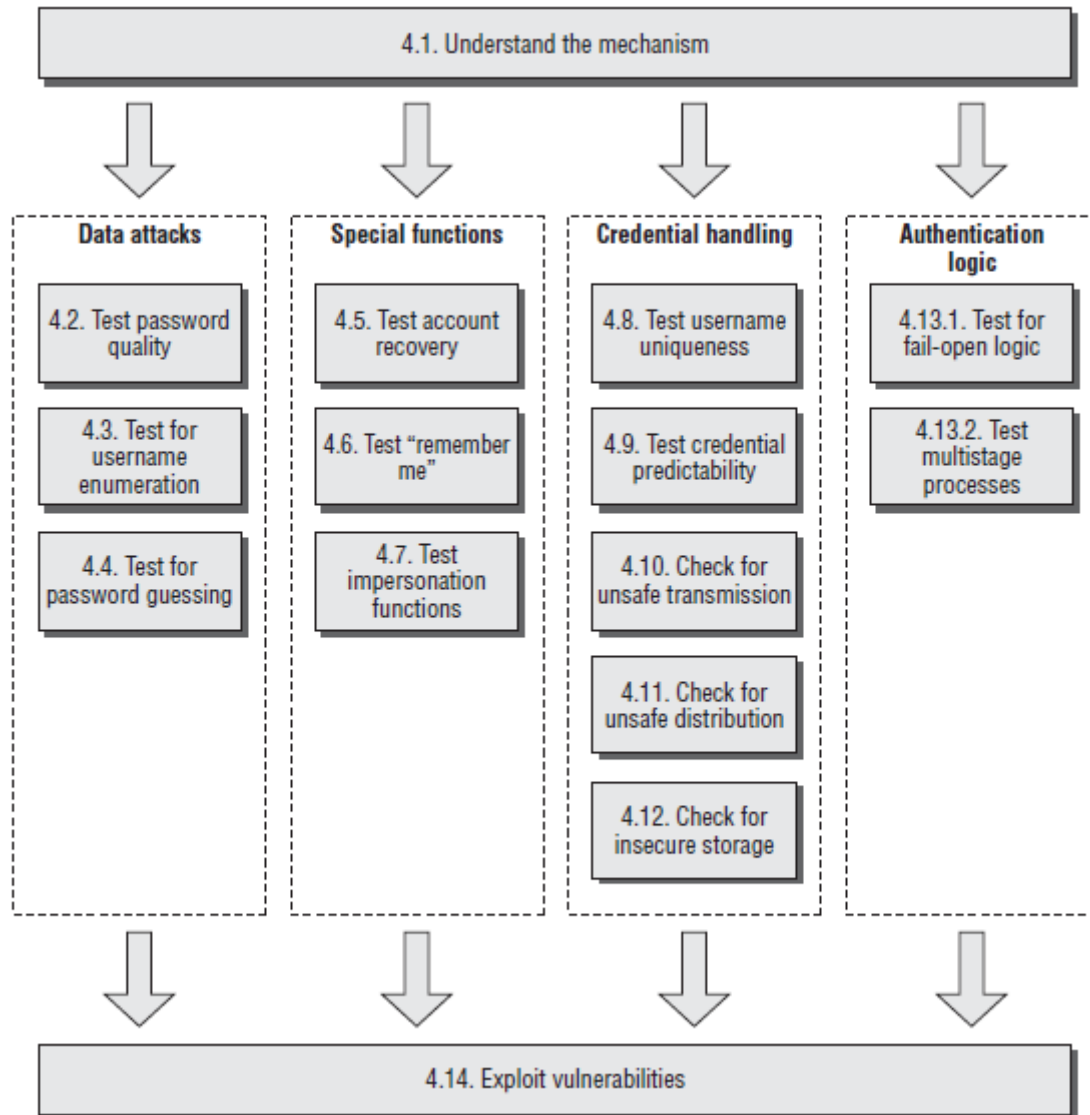 4.1. Understand the mechanism
Data attacks
4.2. Test password
quality
4.3. Test for
username
enumeration
4.4. Test for
password guessing
Special functions
4.5. Test account
recovery
4.6. Test “remember
me”
4.7. Test
impersonation
functions
Credential handling
4.8. Test username
uniqueness
4.9. Test credential
predictability
4.10. Check for
unsafe transmission
4.11. Check for
unsafe distribution
4.12. Check for
insecure storage
Authentication
logic
4.13.1. Test for
fail-open logic
4.13.2. Test
multistage
processes
4.14. Exploit vulnerabilities